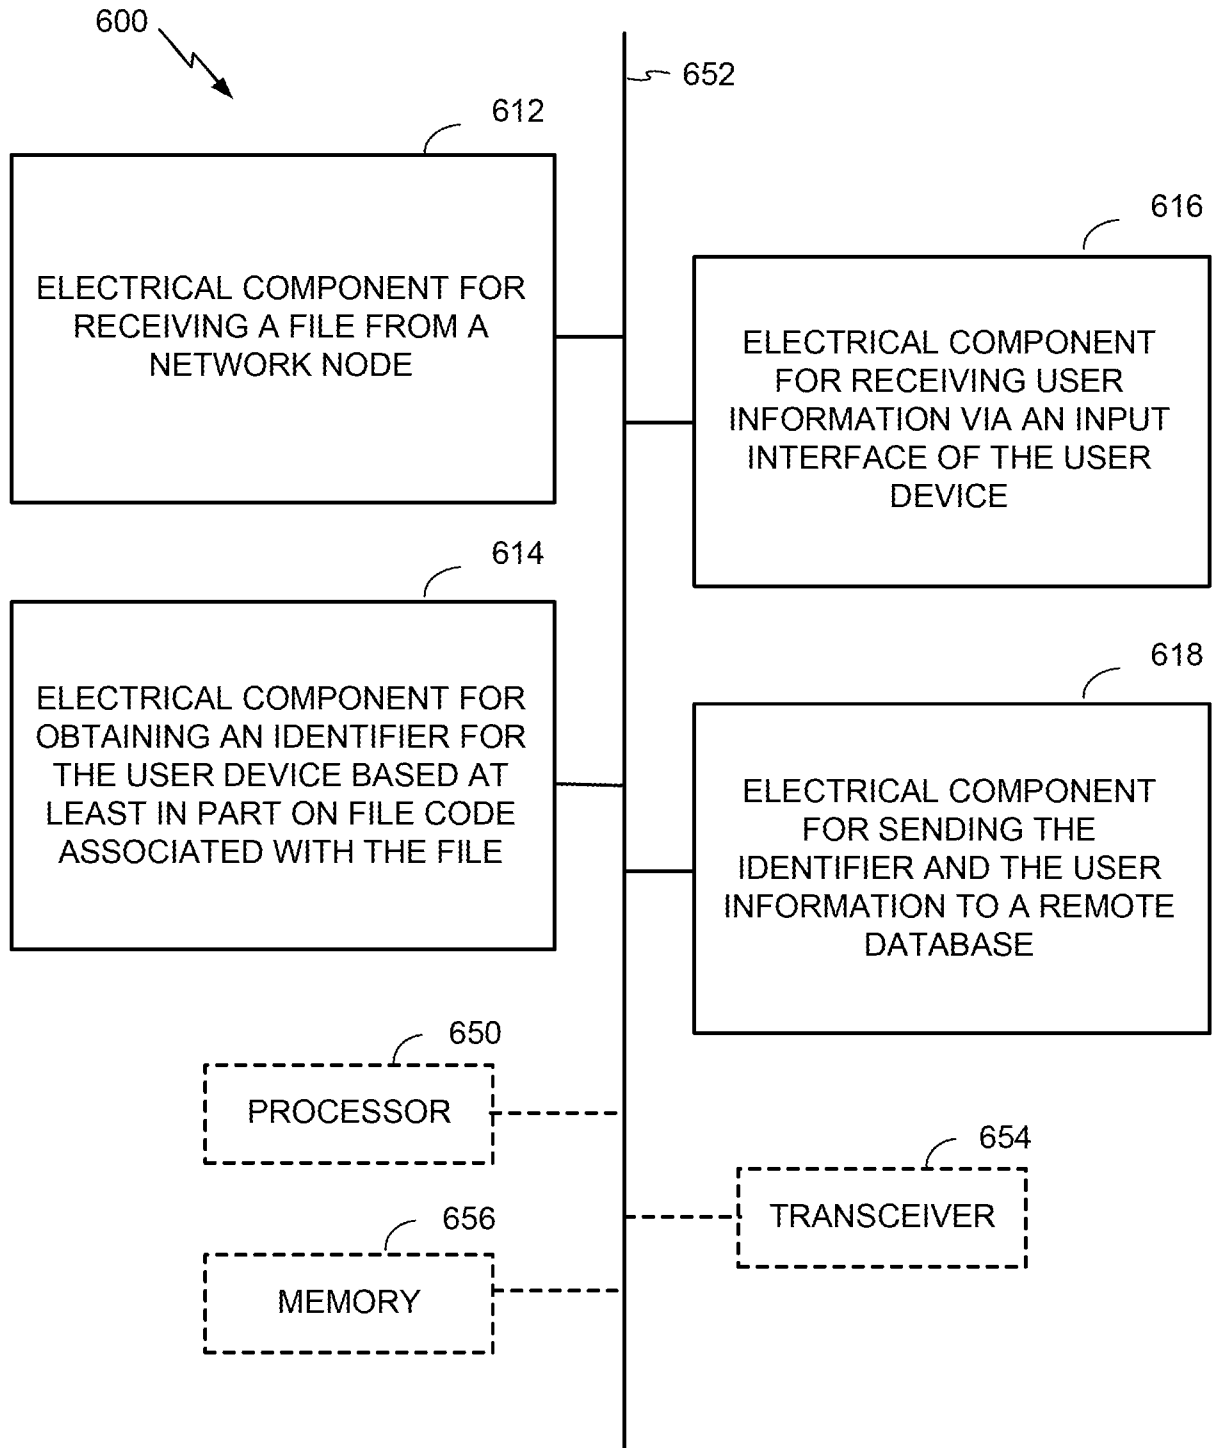 600
652
612
ELECTRICAL COMPONENT FOR
RECEIVING A FILE FROM A
NETWORK NODE
616
ELECTRICAL COMPONENT
FOR RECEIVING USER
INFORMATION VIA AN INPUT
INTERFACE OF THE USER
DEVICE
614
ELECTRICAL COMPONENT FOR
OBTAINING AN IDENTIFIER FOR
THE USER DEVICE BASED AT
LEAST IN PART ON FILE CODE
ASSOCIATED WITH THE FILE
618
ELECTRICAL COMPONENT
FOR SENDING THE
IDENTIFIER AND THE USER
INFORMATION TO A REMOTE
DATABASE
650
PROCESSOR
654
TRANSCEIVER
656
MEMORY